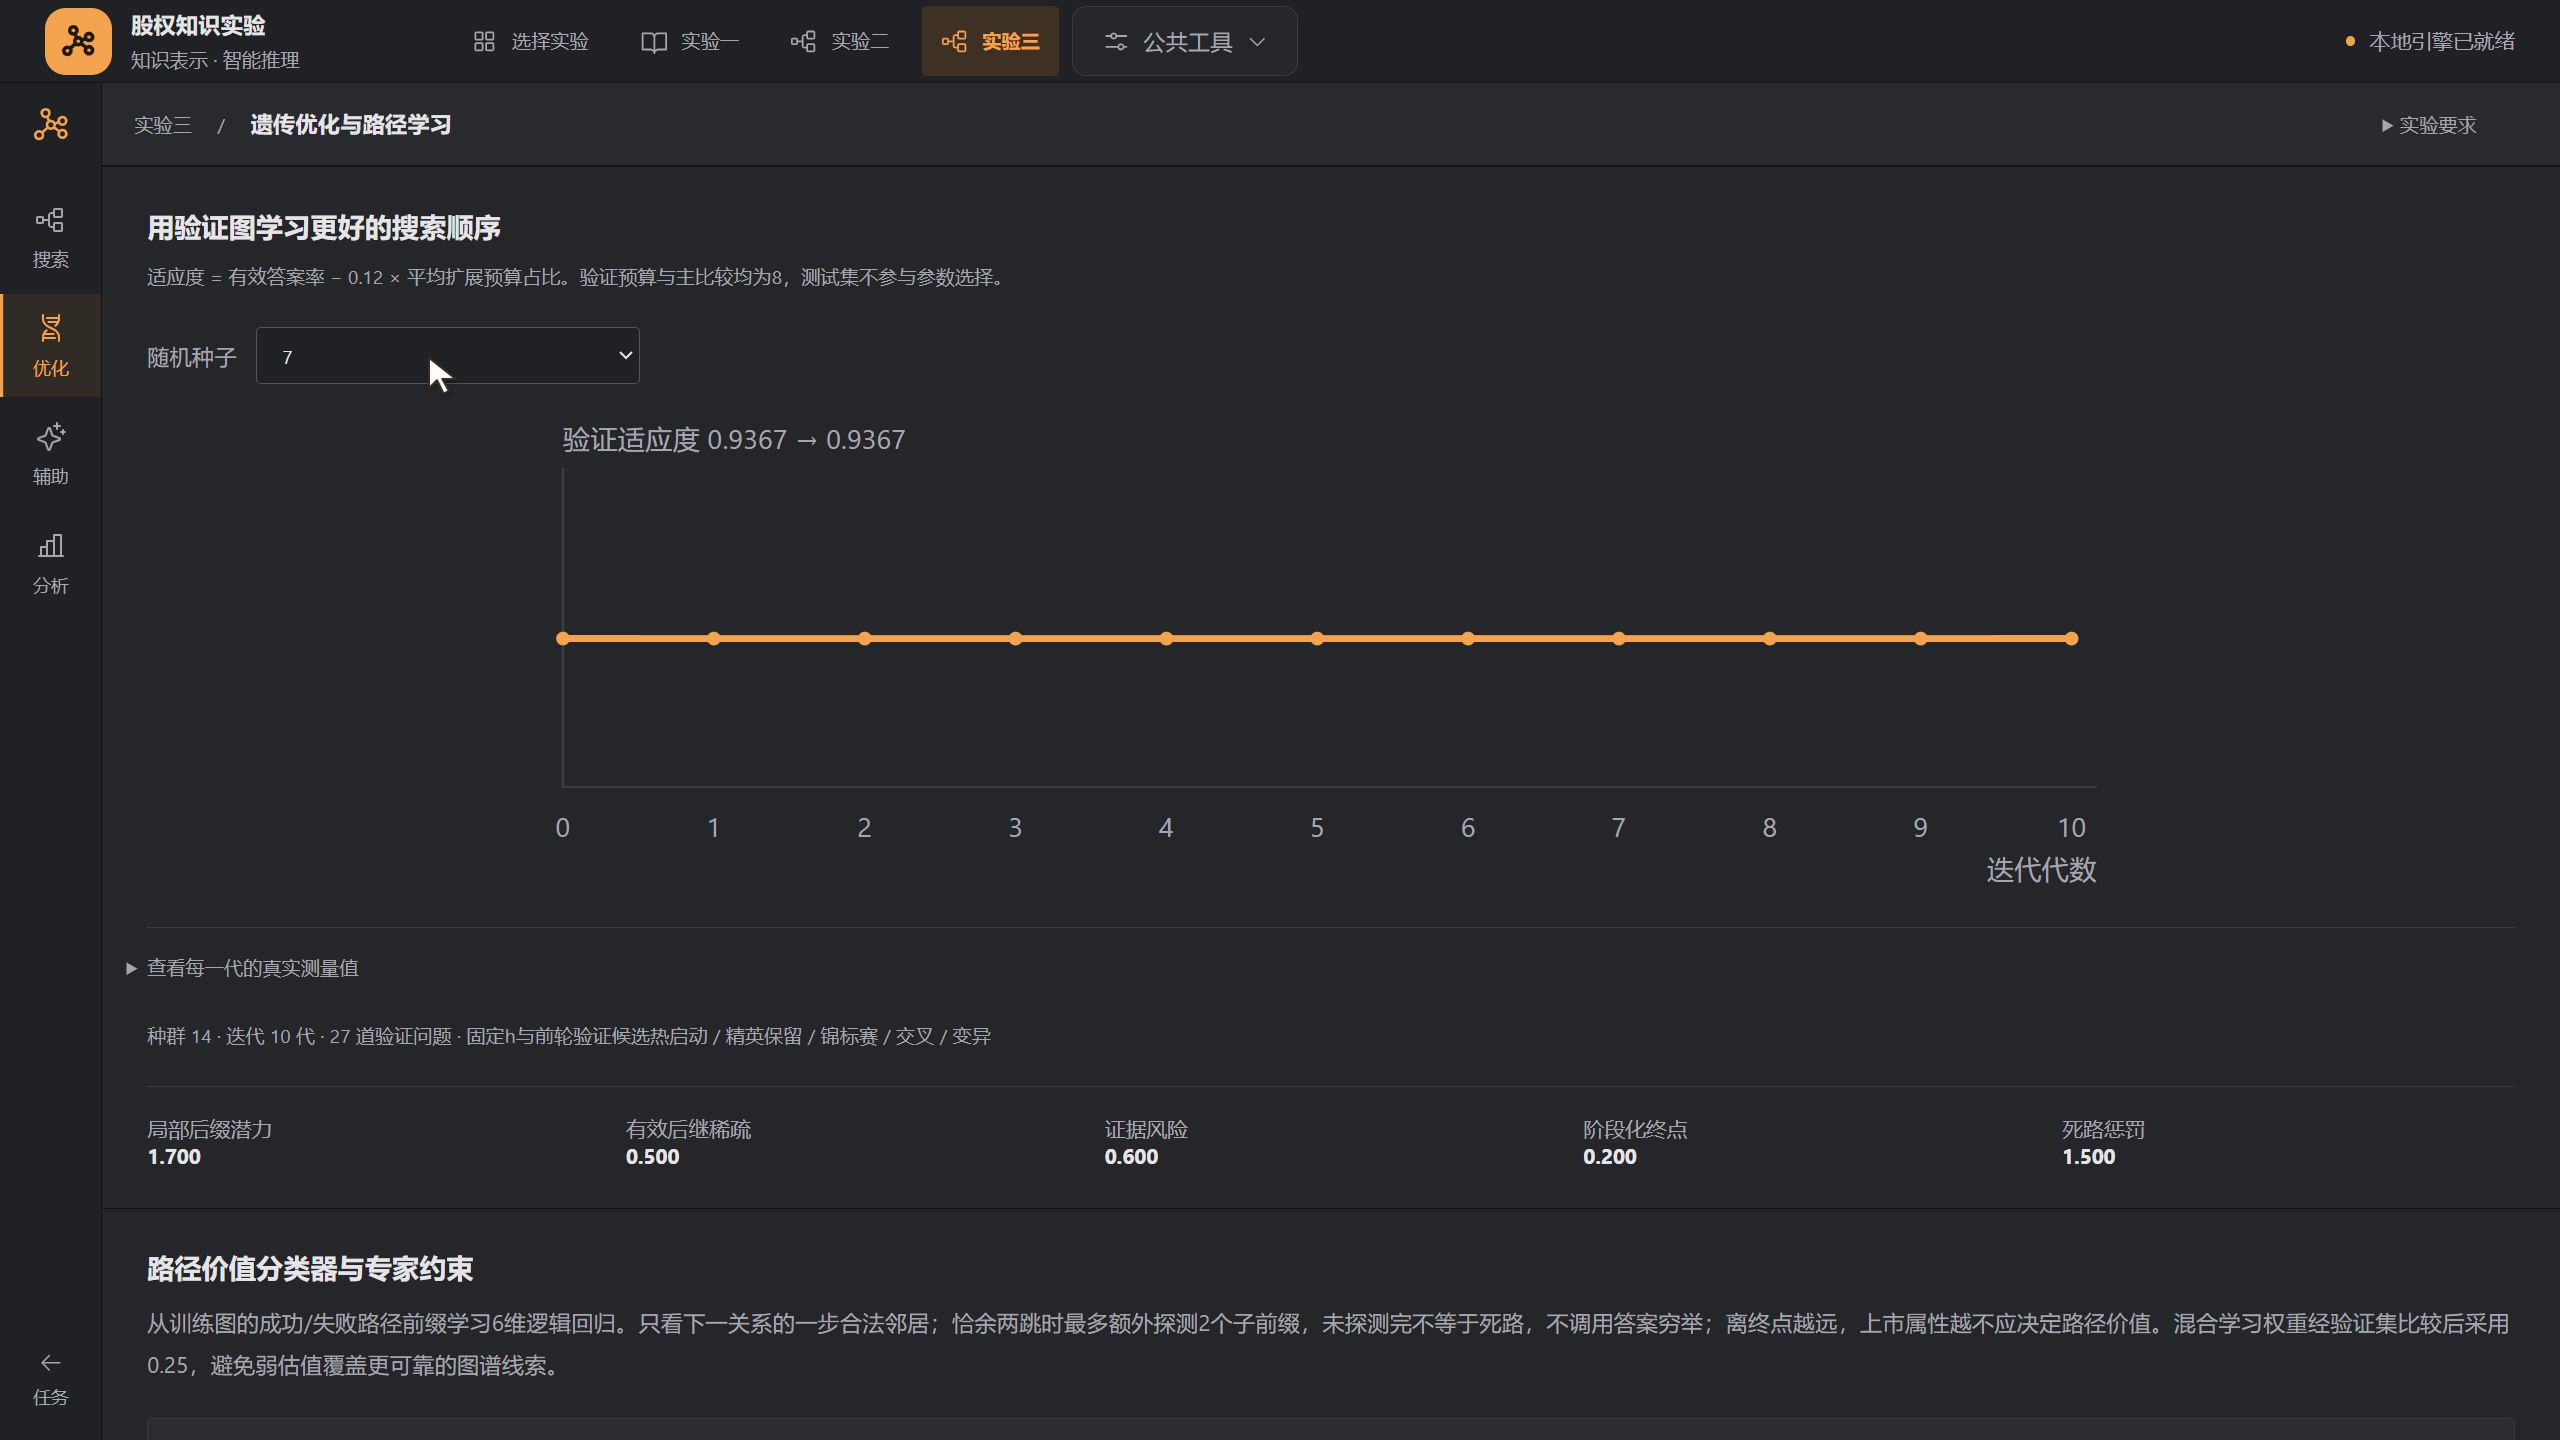 股权知识实验
知识表示 · 智能推理
选择实验
实验一
实验二
实验三
公共工具
本地引擎已就绪
实验三 / 遗传优化与路径学习
▶ 实验要求
搜索
优化
辅助
分析
任务
用验证图学习更好的搜索顺序
适应度 = 有效答案率 − 0.12 × 平均扩展预算占比。验证预算与主比较均为8，测试集不参与参数选择。
随机种子 7
验证适应度 0.9367 → 0.9367
0 1 2 3 4 5 6 7 8 9 10
迭代代数
▶ 查看每一代的真实测量值
种群 14 · 迭代 10 代 · 27 道验证问题 · 固定h与前轮验证候选热启动 / 精英保留 / 锦标赛 / 交叉 / 变异
局部后缀潜力 有效后继稀疏 证据风险 阶段化终点 死路惩罚
1.700 0.500 0.600 0.200 1.500
路径价值分类器与专家约束
从训练图的成功/失败路径前缀学习6维逻辑回归。只看下一关系的一步合法邻居；恰余两跳时最多额外探测2个子前缀，未探测完不等于死路，不调用答案穷举；离终点越远，上市属性越不应决定路径价值。混合学习权重经验证集比较后采用
0.25，避免弱估值覆盖更可靠的图谱线索。